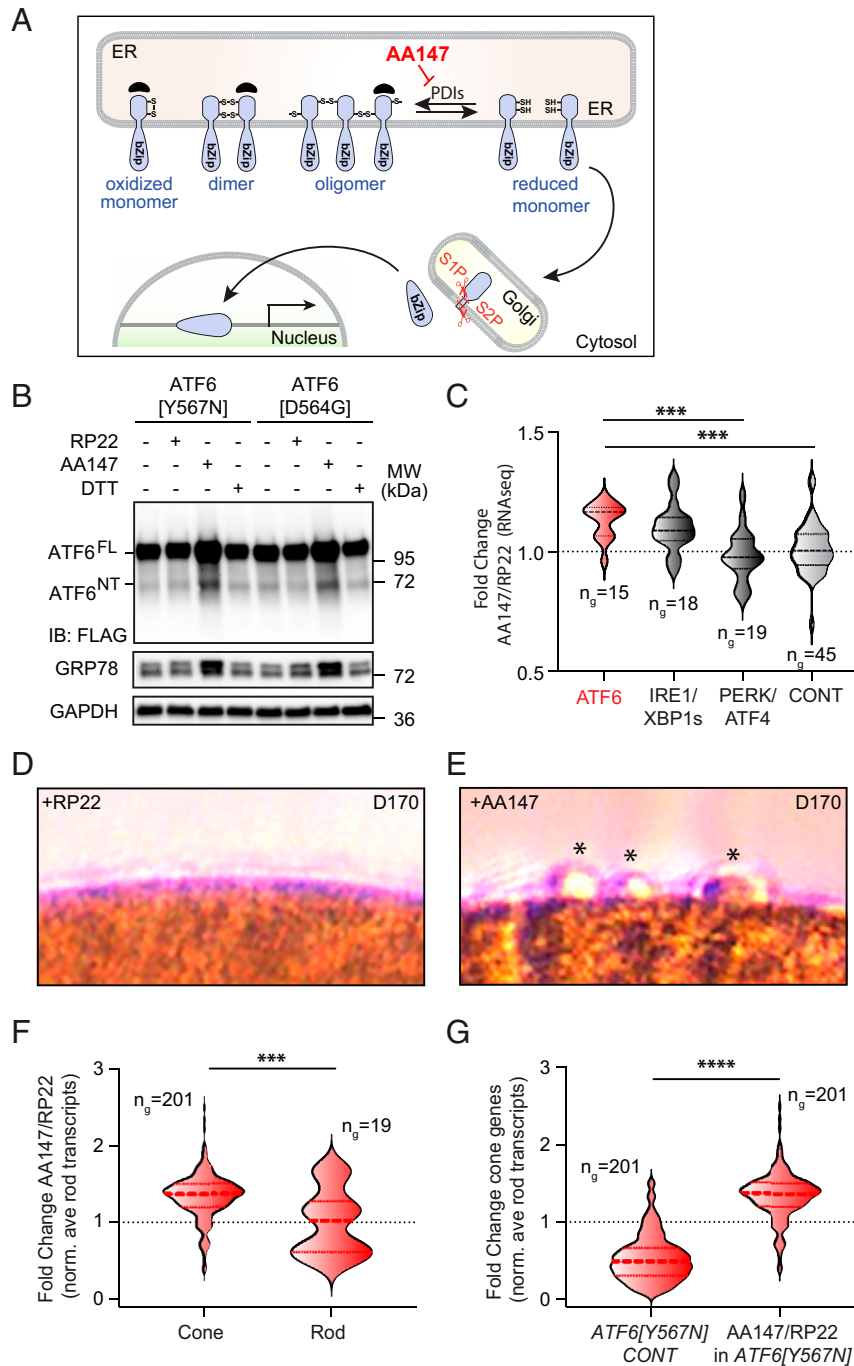 A
ER
AA147
PDIs
S
S
S-S
S-S
-S
S-S
S-S
S-
SH
SH
SH
SH
ER
bZip
bZip
bZip
bZip
bZip
bZip
bZip
bZip
oxidized
monomer
dimer
oligomer
reduced
monomer
S1P
S2P
Golgi
bZip
Nucleus
Cytosol
B
ATF6
[Y567N]
ATF6
[D564G]
RP22 - + - - - + - -
AA147 - - + - - - + -
DTT - - - + - - - +
MW
(kDa)
ATF6FL
95
72
ATF6NT
IB: FLAG
GRP78
72
GAPDH
36
C
***
***
1.5
1.0
0.5
Fold Change
AA147/RP22 (RNAseq)
ng=15
ng=18
ng=19
ng=45
ATF6
IRE1/
XBP1s
PERK/
ATF4
CONT
D
+RP22 D170
E
+AA147 D170
* * *
F
***
3
2
1
0
Fold Change AA147/RP22
(norm. ave rod transcripts)
ng=201
ng=19
Cone
Rod
G
****
3
2
1
0
Fold Change cone genes
(norm. ave rod transcripts)
ng=201
ng=201
ATF6[Y567N]
CONT
AA147/RP22
in ATF6[Y567N]